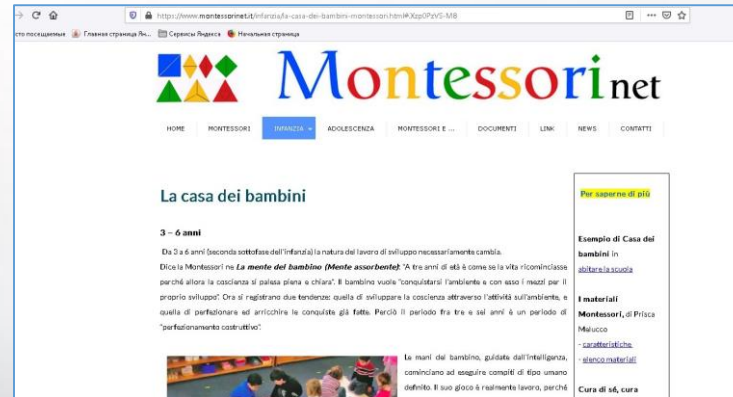 https://www.montessorinet.it/infanzia/la-casa-dei-bambini-montessori.html#.Xzp0PzVS-M8
сто посещаемые Главная страница Ян... Сервисы Яндекса Начальная страница
Montessori net
HOME MONTESSORI INFANZIA ADOLESCENZA MONTESSORI E ... DOCUMENTI LINK NEWS CONTATTI
La casa dei bambini
3 – 6 anni
Da 3 a 6 anni (seconda sottofase dell'infanzia) la natura del lavoro di sviluppo necessariamente cambia.
Dice la Montessori ne La mente del bambino (Mente assorbente): "A tre anni di età è come se la vita ricominciasse
perché allora la coscienza si palesa piena e chiara". Il bambino vuole "conquistarsi l'ambiente e con esso i mezzi per il
proprio sviluppo". Ora si registrano due tendenze: quella di sviluppare la coscienza attraverso l'attività sull'ambiente, e
quella di perfezionare ed arricchire le conquiste già fatte. Perciò il periodo fra tre e sei anni è un periodo di
"perfezionamento costruttivo".
Le mani del bambino, guidate dall'intelligenza,
cominciano ad eseguire compiti di tipo umano
definito. Il suo gioco è realmente lavoro, perché
Per saperne di più
Esempio di Casa dei
bambini in
abitare la scuola
I materiali
Montessori, di Prisca
Melucco
- caratteristiche
- elenco materiali
Cura di sé, cura